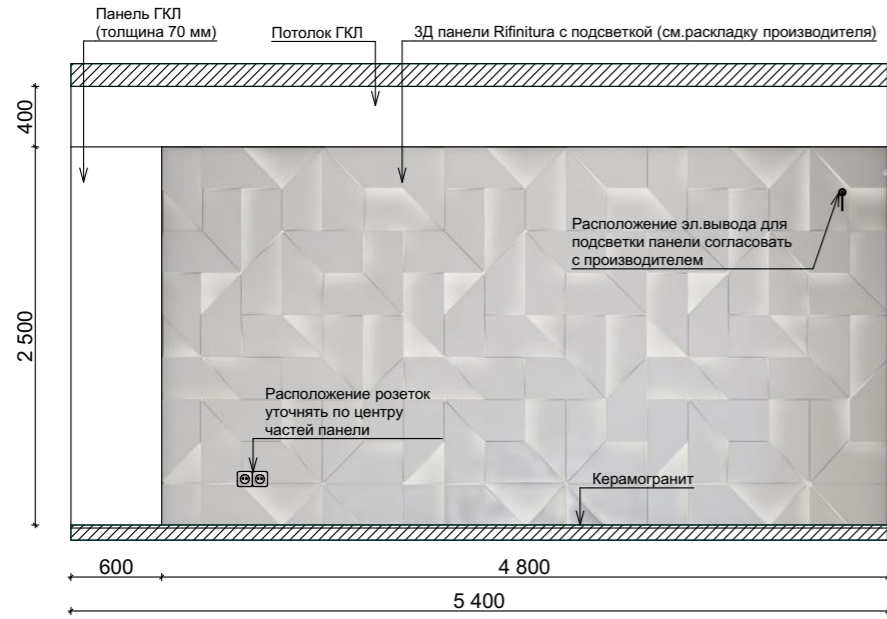 Панель ГКЛ
(толщина 70 мм)
Потолок ГКЛ
3Д панели Rifinitura с подсветкой (см.раскладку производителя)
400
2 500
Расположение эл.вывода для
подсветки панели согласовать
с производителем
Расположение розеток
уточнять по центру
частей панели
Керамогранит
600
4 800
5 400